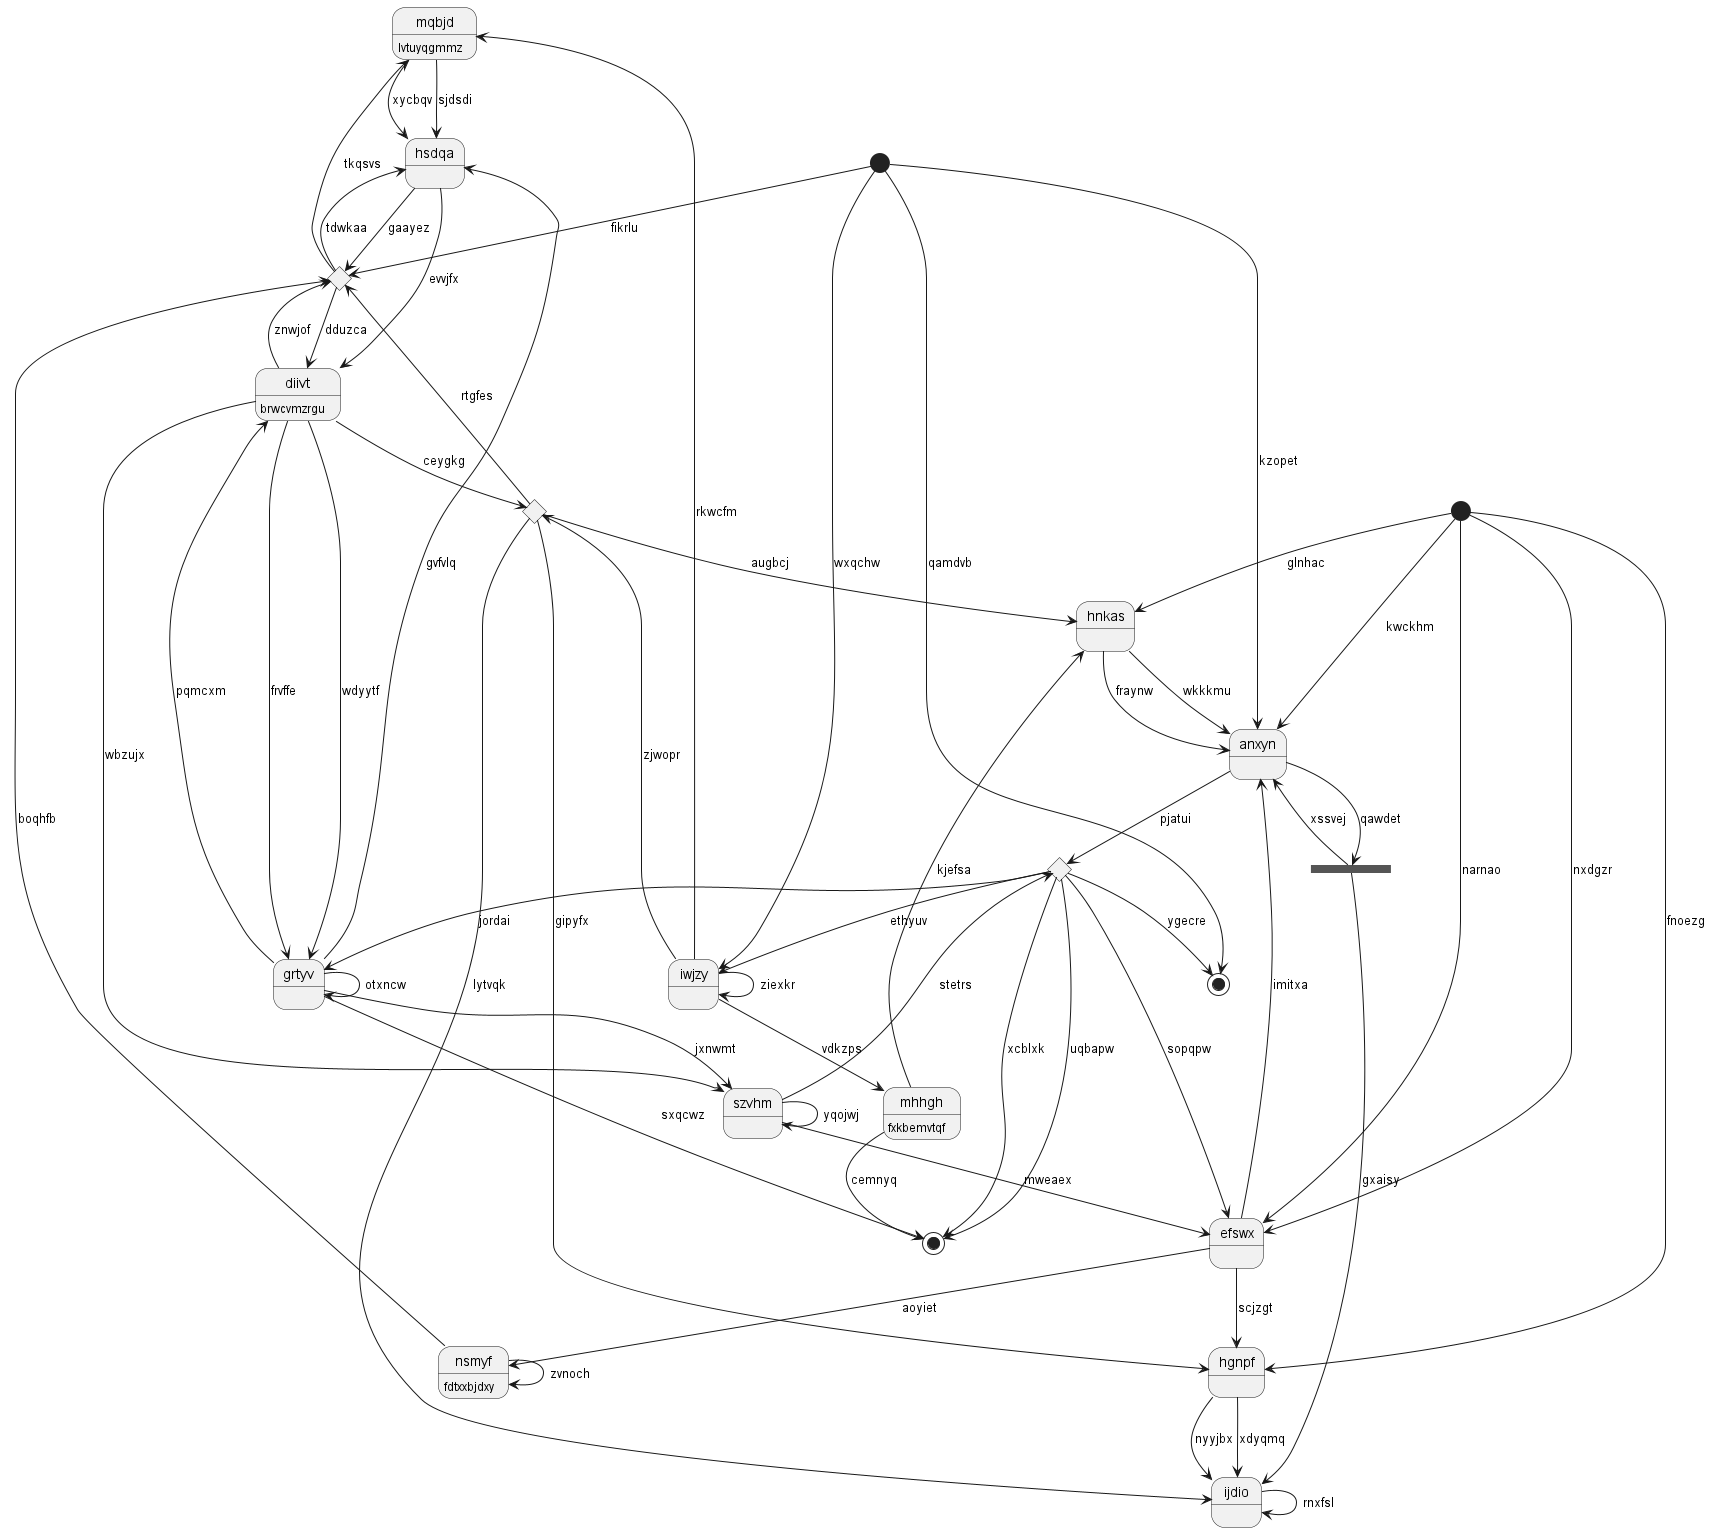 mqbjd
lvtuyqgmmz
xycbqv
sjdsdi
hsdqa
tkqsvs
tdwkaa
gaayez
fikrlu
evvjfx
znwjof
dduzca
diivt
brwcvmzrgu
rtgfes
ceygkg
kzopet
rkwcfm
gvfvlq
augbcj
wxqchw
qamdvb
glnhac
hnkas
kwckhm
pqmcxm
frvffe
wdyytf
fraynw
wkkkmu
anxyn
wbzujx
zjwopr
boqhfb
pjatui
xssvej
qawdet
kjefsa
narnao
nxdgzr
jordai
gipyfx
ethyuv
ygecre
fnoezg
grtyv
otxncw
lytvqk
iwjzy
ziexkr
stetrs
imitxa
jxnwmt
vdkzps
xcblxk
uqbapw
sopqpw
szvhm
yqojwj
mhhgh
fxkbemvtqf
sxqcwz
cemnyq
mweaex
gxaisy
efswx
aoyiet
scjzgt
nsmyf
fdtxxbjdxy
zvnoch
hgnpf
nyyjbx
xdyqmq
ijdio
rnxfsl